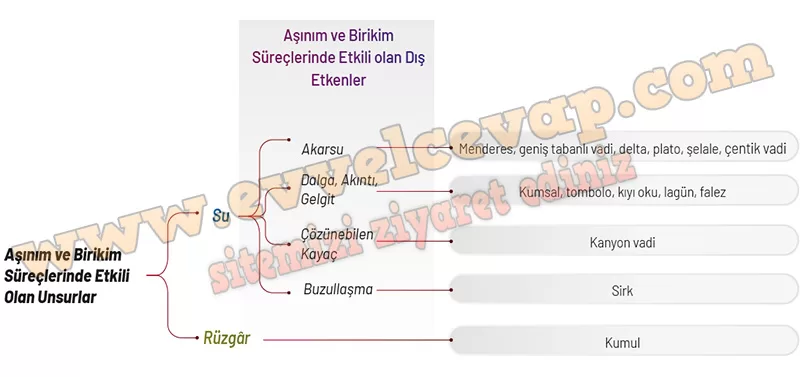 Aşınım ve Birikim
Süreçlerinde Etkili olan Dış
Etkenler
Akarsu
Menderes, geniş tabanlı vadi, delta, plato, şelale, çentik vadi
Dalga, Akıntı,
Gelgit
Kumsal, tombolo, kıyı oku, lagün, falez
Su
Çözünebilen
Kayaç
Kanyon vadi
Aşınım ve Birikim
Süreçlerinde Etkili
Olan Unsurlar
Buzullaşma
Sirk
Rüzgâr
Kumul
www.evvelcevap.com
sitemizi ziyaret ediniz